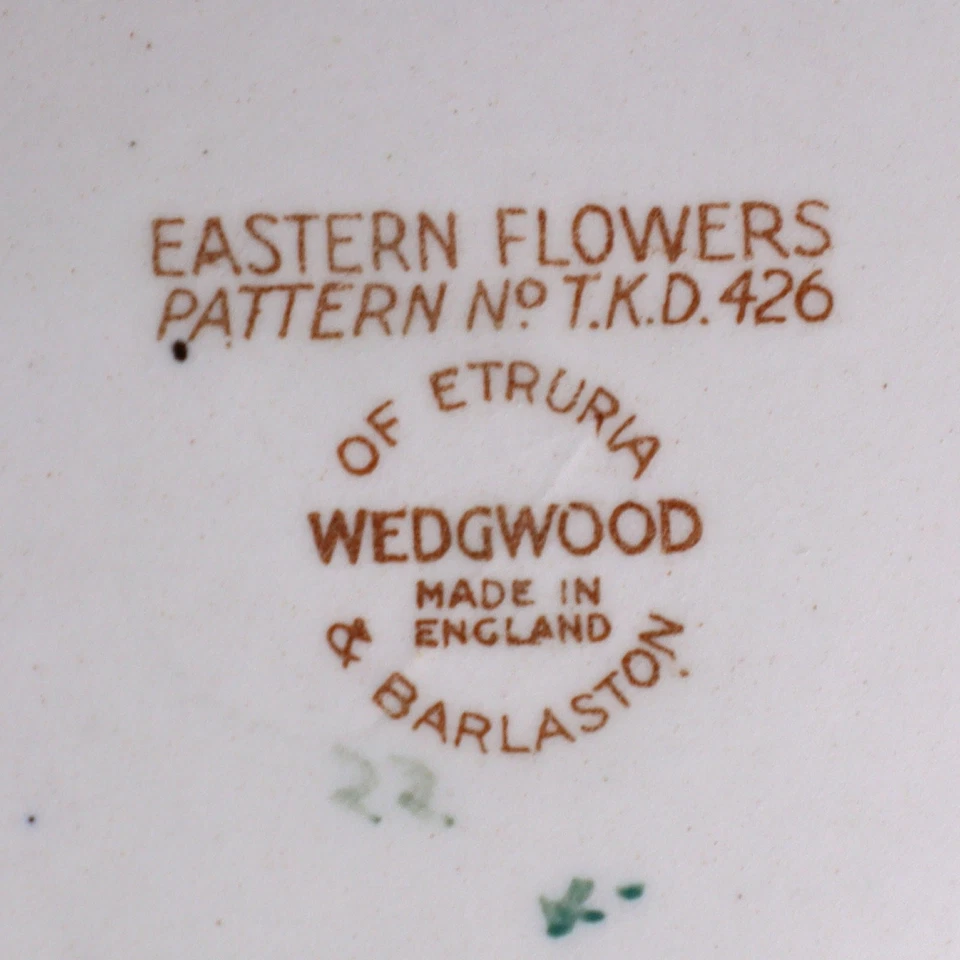 EASTERN FLOWERS
PATTERN Nº T.K.D. 426
OF ETRURIA
WEDGWOOD
MADE IN
ENGLAND
& BARLASTON
22.